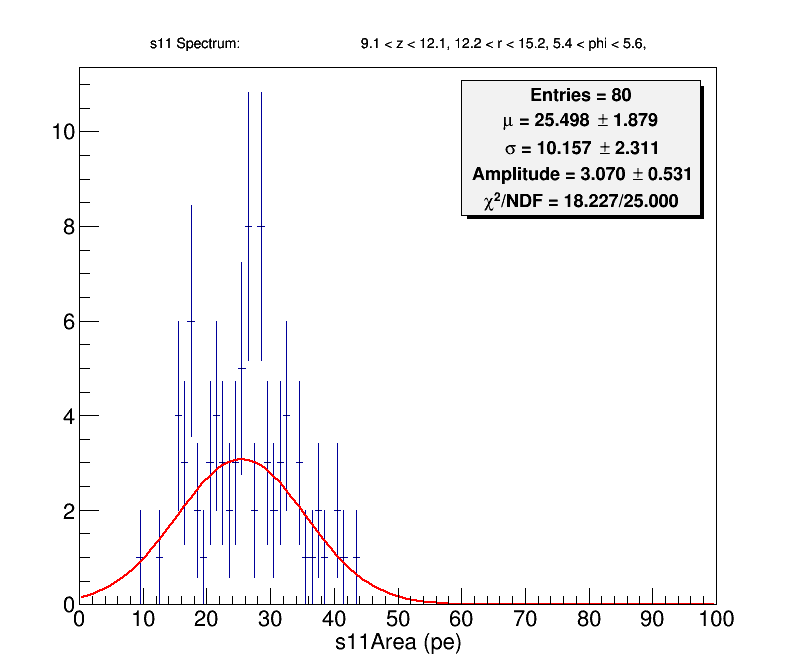 s11 Spectrum: 9.1 < z < 12.1, 12.2 < r < 15.2, 5.4 < phi < 5.6,
Entries = 80
μ = 25.498 ± 1.879
σ = 10.157 ± 2.311
Amplitude = 3.070 ± 0.531
χ²/NDF = 18.227/25.000
10
8
6
4
2
0
0 10 20 30 40 50 60 70 80 90 100
s11Area (pe)